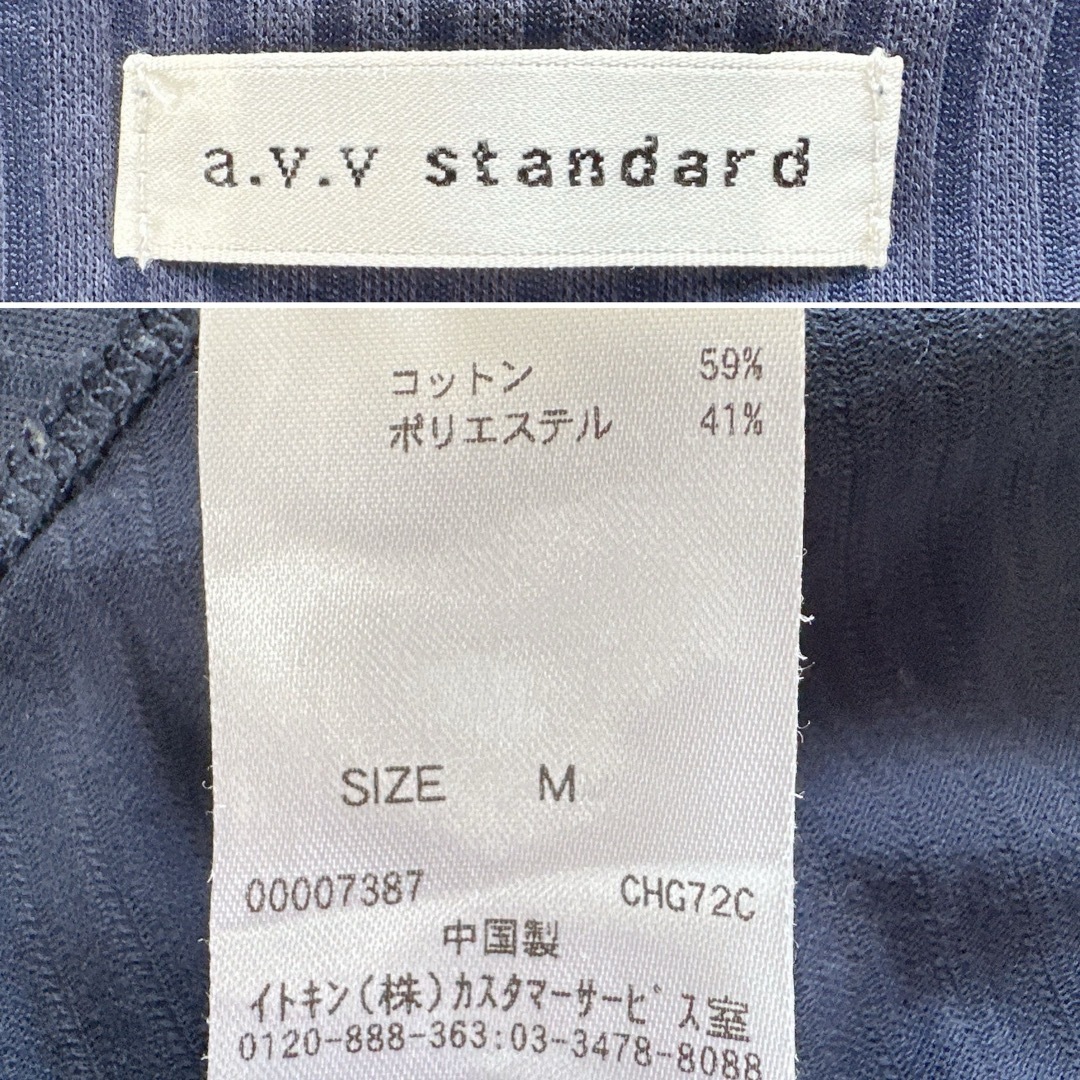 a.v.v standard
コットン 59%
ポリエステル 41%
SIZE M
00007387 CHG72C
中国製
イトキン(株)カスタマーサービス室
0120-888-363:03-3478-8088